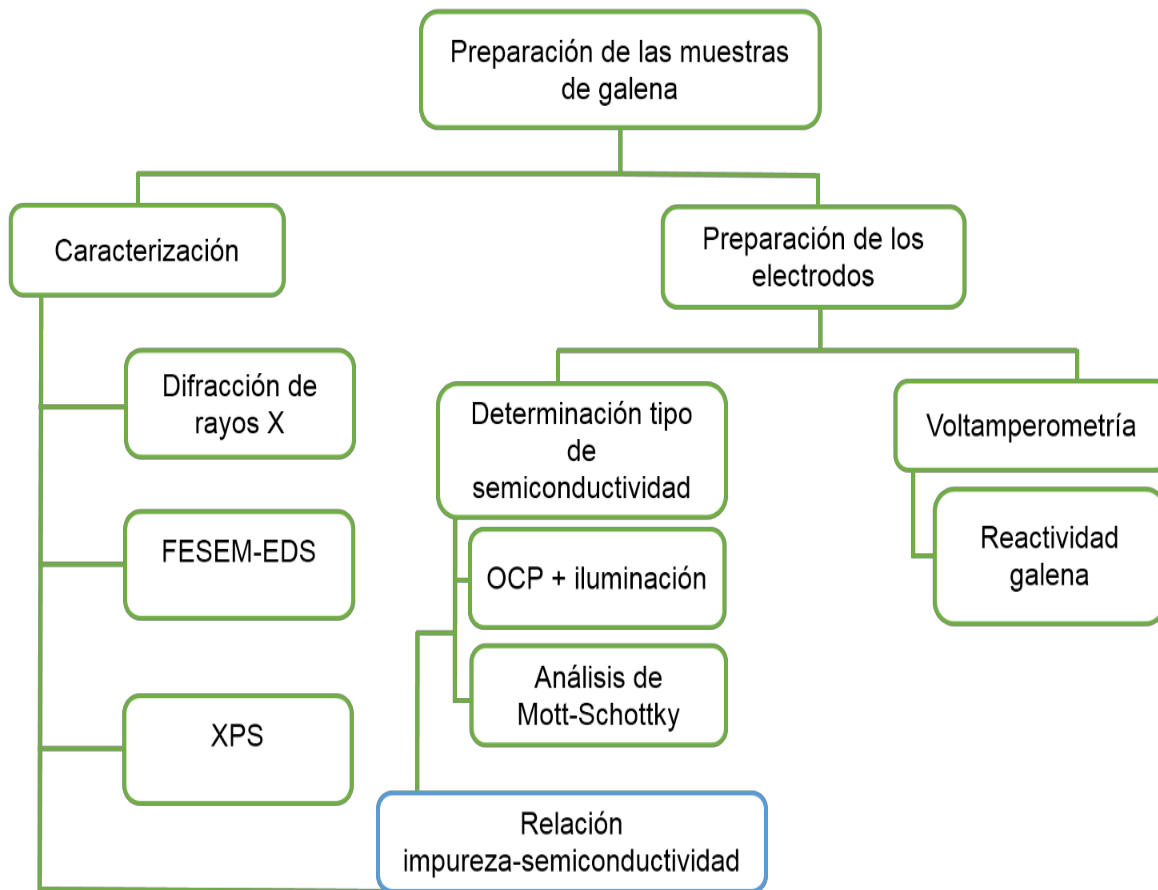 Preparación de las muestras
de galena
Caracterización
Preparación de los
electrodos
Difracción de
rayos X
FESEM-EDS
XPS
Determinación tipo
de
semiconductividad
OCP + iluminación
Análisis de
Mott-Schottky
Voltamperometría
Reactividad
galena
Relación
impureza-semiconductividad